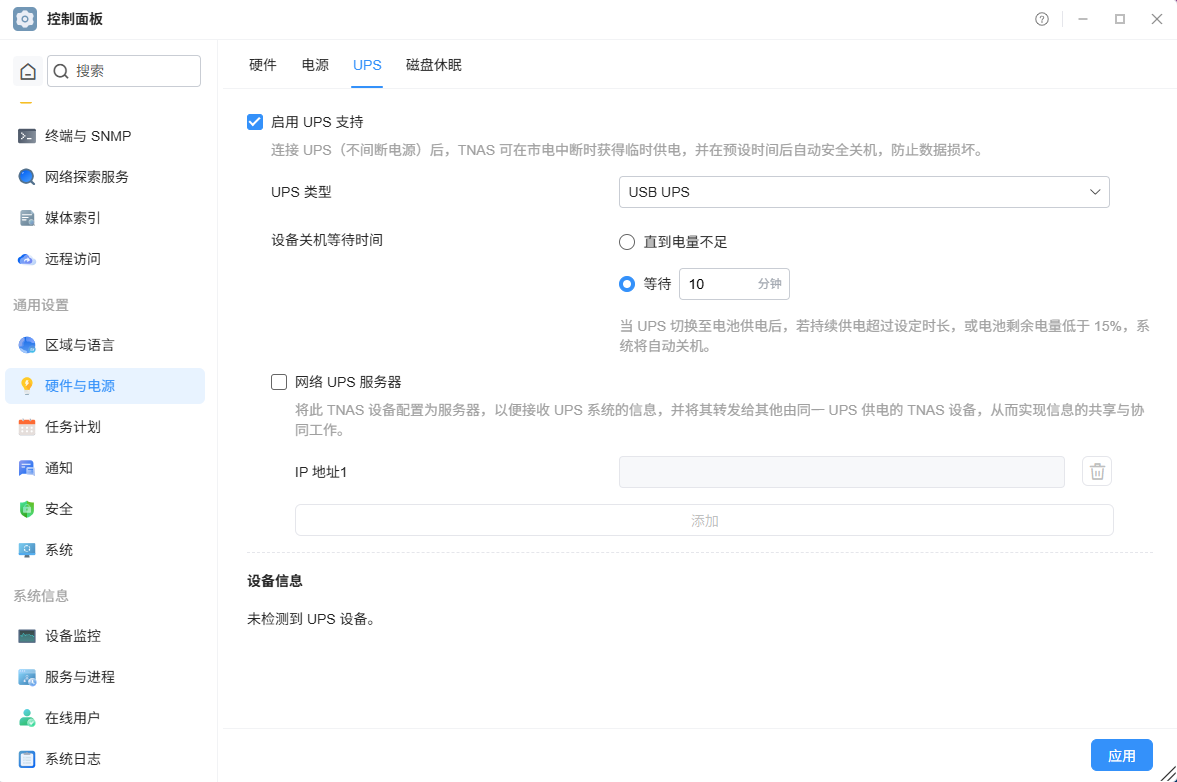 控制面板
搜索
终端与 SNMP
网络探索服务
媒体索引
远程访问
通用设置
区域与语言
硬件与电源
任务计划
通知
安全
系统
系统信息
设备监控
服务与进程
在线用户
系统日志
硬件 电源 UPS 磁盘休眠
启用 UPS 支持
连接 UPS（不间断电源）后，TNAS 可在市电中断时获得临时供电，并在预设时间后自动安全关机，防止数据损坏。
UPS 类型 USB UPS
设备关机等待时间 直到电量不足
等待 10 分钟
当 UPS 切换至电池供电后，若持续供电超过设定时长，或电池剩余电量低于 15%，系
统将自动关机。
网络 UPS 服务器
将此 TNAS 设备配置为服务器，以便接收 UPS 系统的信息，并将其转发给其他由同一 UPS 供电的 TNAS 设备，从而实现信息的共享与协
同工作。
IP 地址1
添加
设备信息
未检测到 UPS 设备。
应用